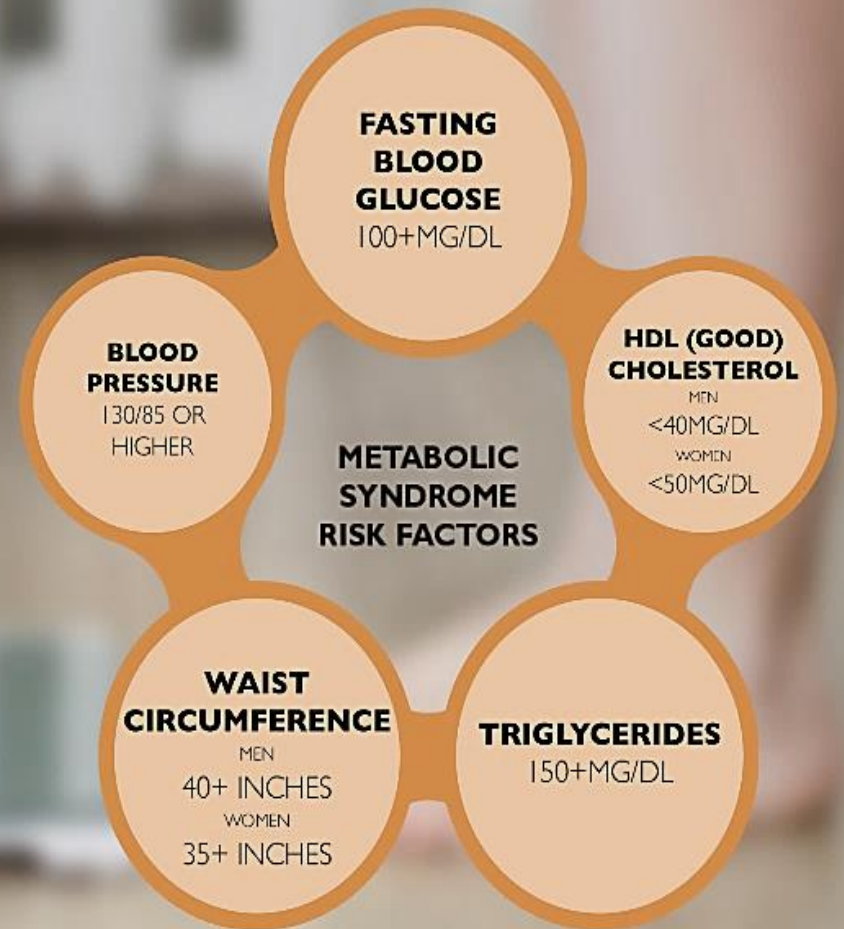 FASTING
BLOOD
GLUCOSE
100+MG/DL
BLOOD
PRESSURE
130/85 OR
HIGHER
HDL (GOOD)
CHOLESTEROL
MEN
<40MG/DL
WOMEN
<50MG/DL
METABOLIC
SYNDROME
RISK FACTORS
WAIST
CIRCUMFERENCE
MEN
40+ INCHES
WOMEN
35+ INCHES
TRIGLYCERIDES
150+MG/DL